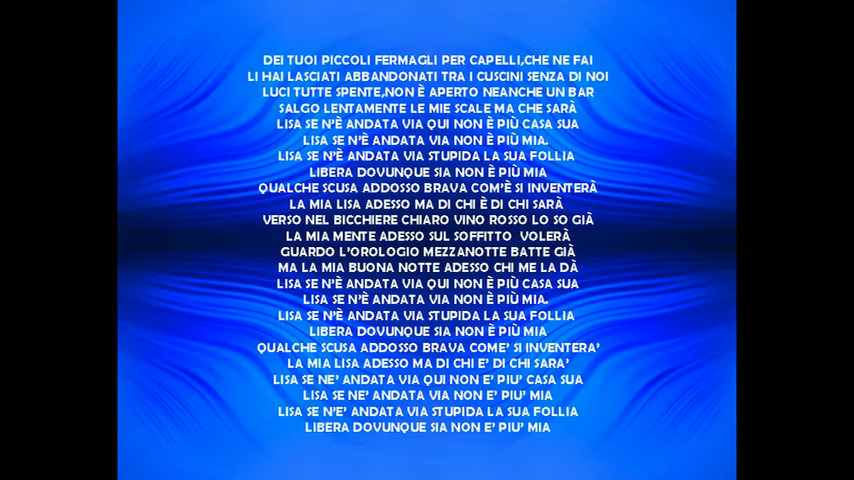 DEI TUOI PICCOLI FERMAGLI PER CAPELLI,CHE NE FAI
LI HAI LASCIATI ABBANDONATI TRA I CUSCINI SENZA DI NOI
LUCI TUTTE SPENTE,NON È APERTO NEANCHE UN BAR
SALGO LENTAMENTE LE MIE SCALE MA CHE SARÀ
LISA SE N'È ANDATA VIA QUI NON È PIÙ CASA SUA
LISA SE N'È ANDATA VIA NON È PIÙ MIA.
LISA SE N'È ANDATA VIA STUPIDA LA SUA FOLLIA
LIBERA DOVUNQUE SIA NON È PIÙ MIA
QUALCHE SCUSA ADDOSSO BRAVA COM'È SI INVENTERÀ
LA MIA LISA ADESSO MA DI CHI È DI CHI SARÀ
VERSO NEL BICCHIERE CHIARO VINO ROSSO LO SO GIÀ
LA MIA MENTE ADESSO SUL SOFFITTO VOLERÀ
GUARDO L'OROLOGIO MEZZANOTTE BATTE GIÀ
MA LA MIA BUONA NOTTE ADESSO CHI ME LA DÀ
LISA SE N'È ANDATA VIA QUI NON È PIÙ CASA SUA
LISA SE N'È ANDATA VIA NON È PIÙ MIA.
LISA SE N'È ANDATA VIA STUPIDA LA SUA FOLLIA
LIBERA DOVUNQUE SIA NON È PIÙ MIA
QUALCHE SCUSA ADDOSSO BRAVA COME' SI INVENTERA'
LA MIA LISA ADESSO MA DI CHI E' DI CHI SARA'
LISA SE NE' ANDATA VIA QUI NON E' PIU' CASA SUA
LISA SE NE' ANDATA VIA NON E' PIU' MIA
LISA SE N'E' ANDATA VIA STUPIDA LA SUA FOLLIA
LIBERA DOVUNQUE SIA NON E' PIU' MIA